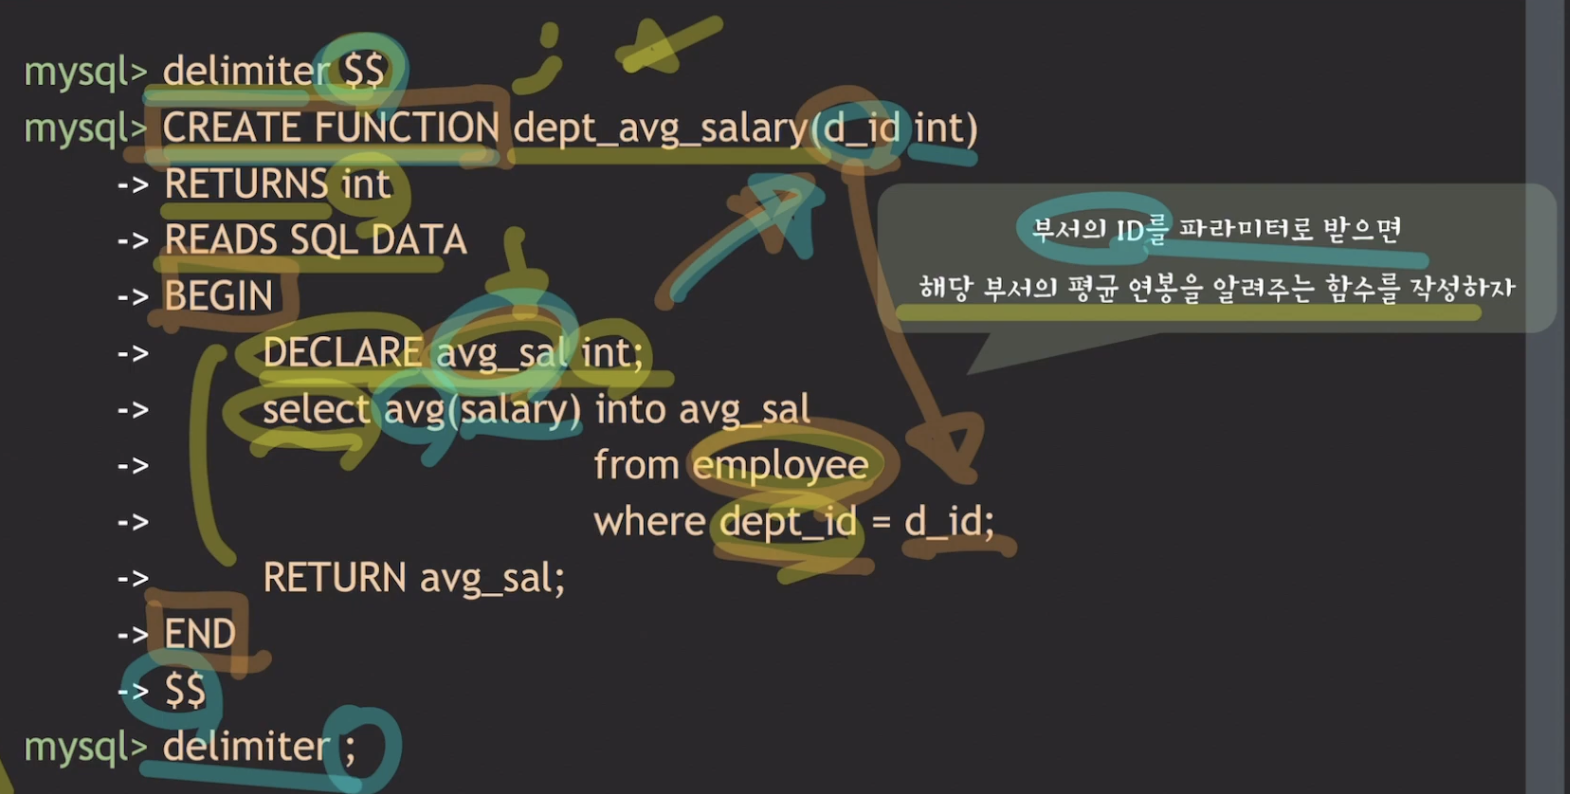 mysql> delimiter $$
mysql> CREATE FUNCTION dept_avg_salary(d_id int)
-> RETURNS int
-> READS SQL DATA
-> BEGIN
-> DECLARE avg_sal int;
-> select avg(salary) into avg_sal
-> from employee
-> where dept_id = d_id;
-> RETURN avg_sal;
-> END
-> $$
mysql> delimiter ;
;
부서의 ID를 파라미터로 받으면
해당 부서의 평균 연봉을 알려주는 함수를 작성하자